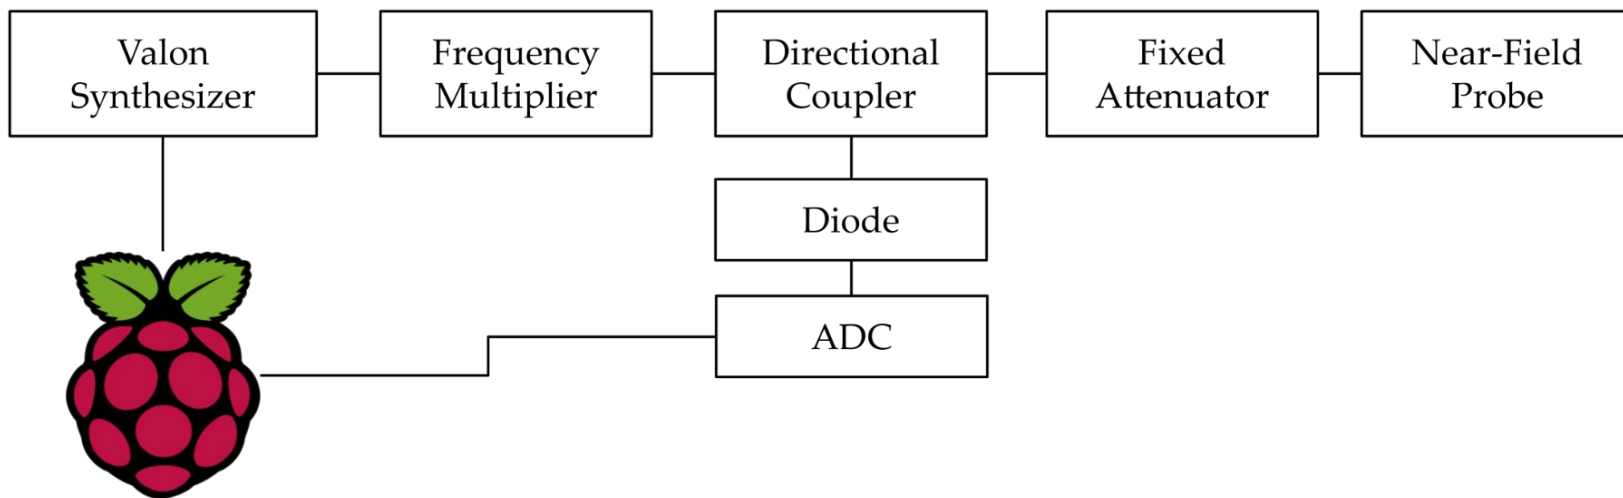 Valon
Synthesizer
Frequency
Multiplier
Directional
Coupler
Fixed
Attenuator
Near-Field
Probe
Diode
ADC